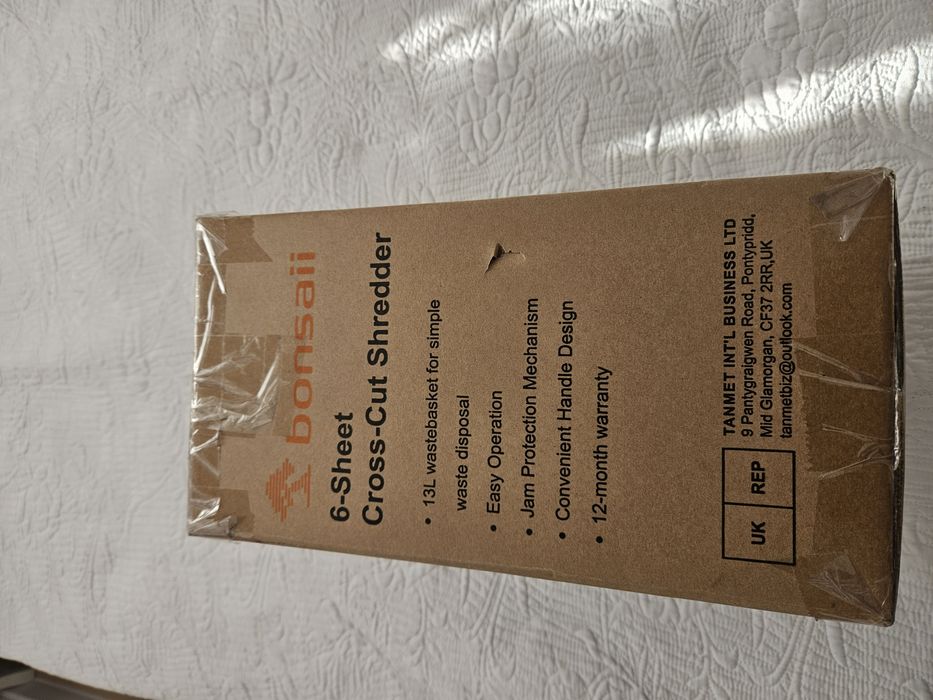 bonsaii
6-Sheet
Cross-Cut Shredder
• 13L wastebasket for simple
waste disposal
• Easy Operation
• Jam Protection Mechanism
• Convenient Handle Design
• 12-month warranty
UK REP
TANMET INT'L BUSINESS LTD
9 Pantygraigwen Road, Pontypridd,
Mid Glamorgan, CF37 2RR,UK
tanmetbiz@outlook.com